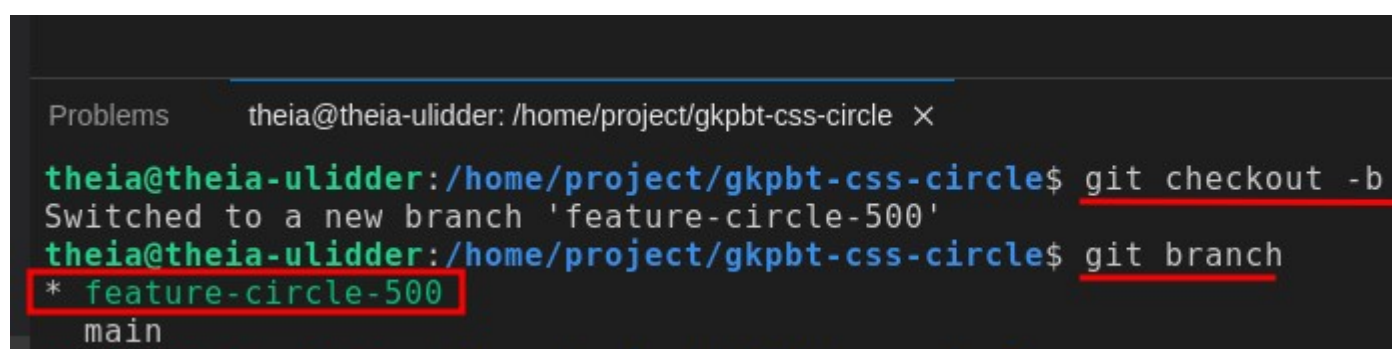 Problems theia@theia-ulidder: /home/project/gkpbt-css-circle ×
theia@theia-ulidder:/home/project/gkpbt-css-circle$ git checkout -b
Switched to a new branch 'feature-circle-500'
theia@theia-ulidder:/home/project/gkpbt-css-circle$ git branch
* feature-circle-500
main